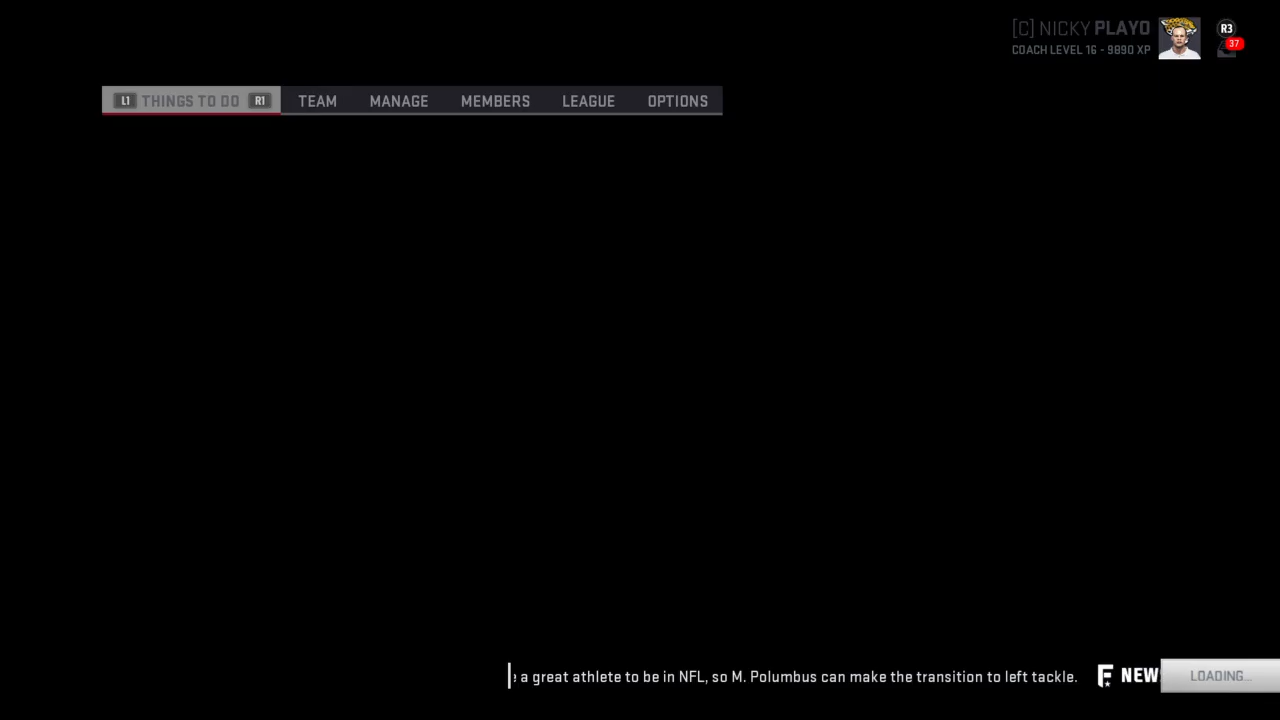 [C] NICKY PLAYO
R3
COACH LEVEL 16 - 9890 XP
37
L1 THINGS TO DO R1 TEAM MANAGE MEMBERS LEAGUE OPTIONS
a great athlete to be in NFL, so M. Polumbus can make the transition to left tackle. F NEW LOADING...